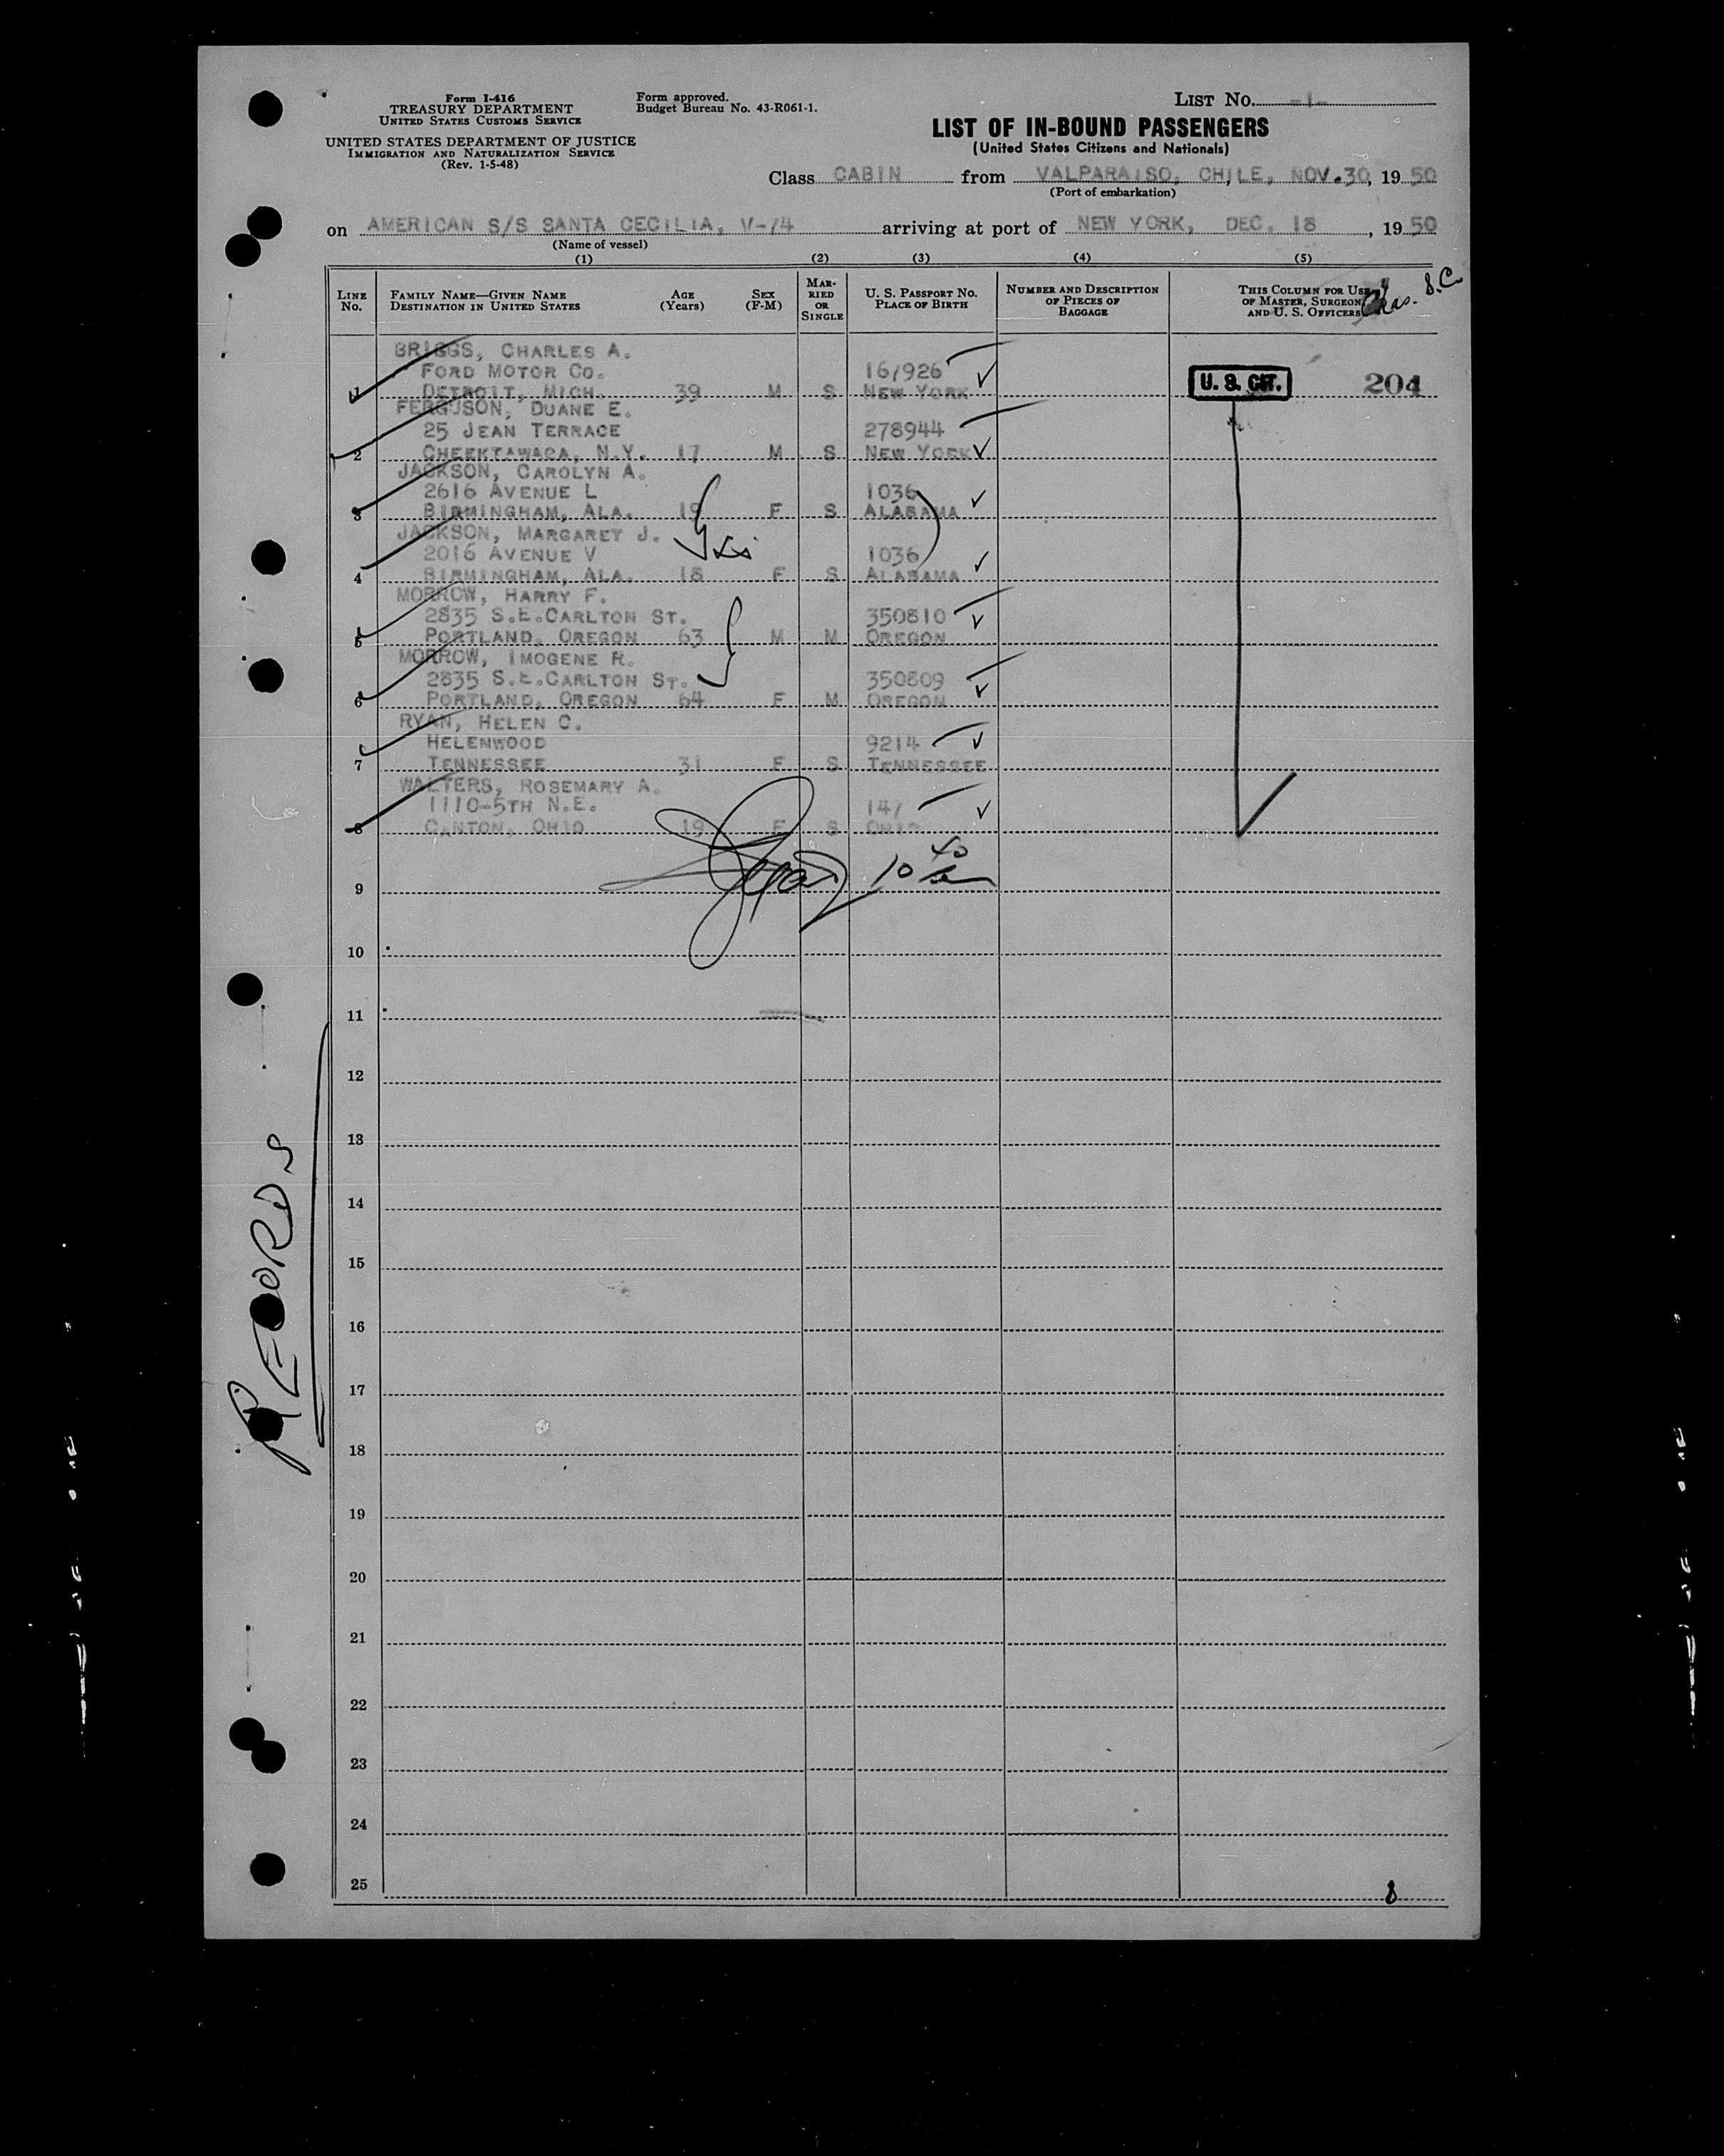 Form I-416
TREASURY DEPARTMENT
UNITED STATES CUSTOMS SERVICE
UNITED STATES DEPARTMENT OF JUSTICE
IMMIGRATION AND NATURALIZATION SERVICE
(Rev. 1-5-48)
Form approved.
Budget Bureau No. 43-R061-1.
LIST No. -1-
LIST OF IN-BOUND PASSENGERS
(United States Citizens and Nationals)
Class CABIN from VALPARAISO, CHILE, NOV.30, 1950
(Port of embarkation)
on AMERICAN S/S SANTA CECILIA, V-74 arriving at port of NEW YORK, DEC. 18, 1950
(Name of vessel)
(1) (2) (3) (4) (5)
LINE No.
FAMILY NAME—GIVEN NAME
DESTINATION IN UNITED STATES
AGE (Years)
SEX (F-M)
MARRIED OR SINGLE
U. S. PASSPORT No.
PLACE OF BIRTH
NUMBER AND DESCRIPTION OF PIECES OF BAGGAGE
THIS COLUMN FOR USE OF MASTER, SURGEON, AND U. S. OFFICERS
BRIGGS, CHARLES A.
FORD MOTOR CO. 167926
1 DETROIT, MICH. 39 M S NEW YORK U. S. CIT. 204
FERGUSON, DUANE E.
25 JEAN TERRACE 278944
2 CHEEKTAWAGA, N.Y. 17 M S NEW YORK
JACKSON, CAROLYN A.
2616 AVENUE L 1036
3 BIRMINGHAM, ALA. 19 F S ALABAMA
JACKSON, MARGARET J.
2016 AVENUE V 1036
4 BIRMINGHAM, ALA. 18 F S ALABAMA
MORROW, HARRY F.
2835 S.E.CARLTON ST. 350810
5 PORTLAND, OREGON 63 M M OREGON
MORROW, IMOGENE R.
2835 S.E.CARLTON ST. 350809
6 PORTLAND, OREGON 64 F M OREGON
RYAN, HELEN C.
HELENWOOD 9214
7 TENNESSEE 31 F S TENNESSEE
WALTERS, ROSEMARY A.
1110-5TH N.E. 147
8 CANTON, OHIO 19 F S OHIO
9
10
11
12
13
14
15
16
17
18
19
20
21
22
23
24
25 8